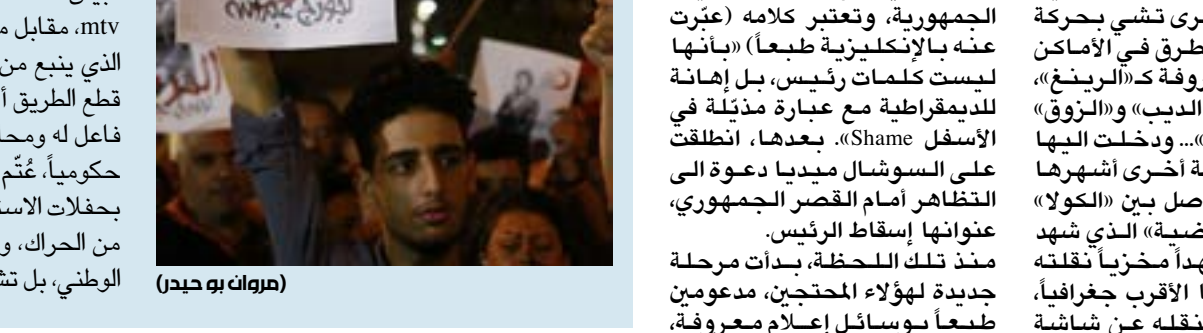 رى تشي بحركة
طرق في الأماكن
روفة كـ«الرينغ»،
الديب» و«الزوق»
»... ودخلت اليها
ة أخرى أشهرها
اصل بين «الكولا»
ضية» الذي شهد
هداً مخزياً نقلته
ا الأقرب جغرافياً،
نقله عن شاشة
الجمهورية، وتعتبر كلامه (عبّرت
عنه بالإنكليزية طبعاً) «بأنها
ليست كلمات رئيس، بل إهانة
للديمقراطية مع عبارة مذيّلة في
الأسفل Shame». بعدها، انطلقت
على السوشال ميديا دعوة الى
التظاهر أمام القصر الجمهوري،
عنوانها إسقاط الرئيس.
منذ تلك اللحظة، بدأت مرحلة
جديدة لهؤلاء المحتجين، مدعومين
طبعاً بوسائل إعلام معروفة،
(مروان بو حيدر)
mtv، مقابل م
الذي ينبع من
قطع الطريق أ
فاعل له ومحـ
حكومياً، عُتّم
بحفلات الاست
من الحراك، و
الوطني، بل تش